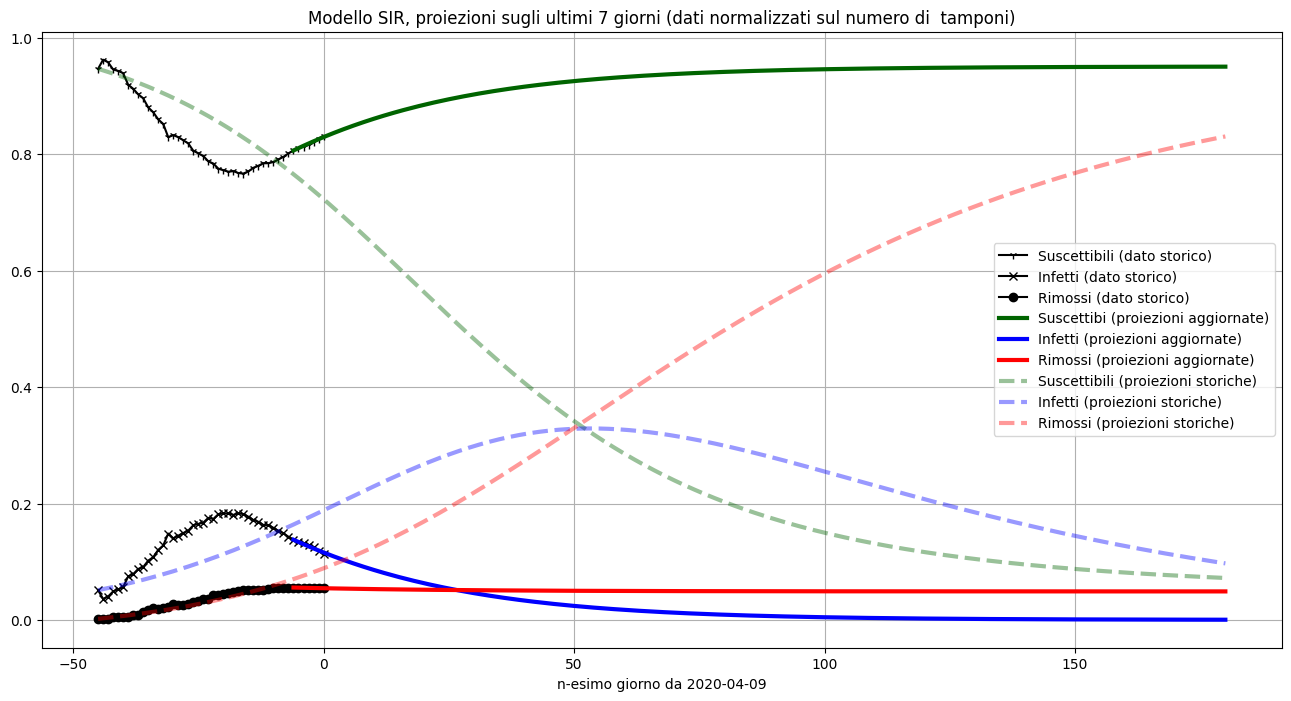 Modello SIR, proiezioni sugli ultimi 7 giorni (dati normalizzati sul numero di  tamponi)
1.0
0.8
0.6
0.4
0.2
0.0
Suscettibili (dato storico)
Infetti (dato storico)
Rimossi (dato storico)
Suscettibi (proiezioni aggiornate)
Infetti (proiezioni aggiornate)
Rimossi (proiezioni aggiornate)
Suscettibili (proiezioni storiche)
Infetti (proiezioni storiche)
Rimossi (proiezioni storiche)
−50 0 50 100 150
n-esimo giorno da 2020-04-09